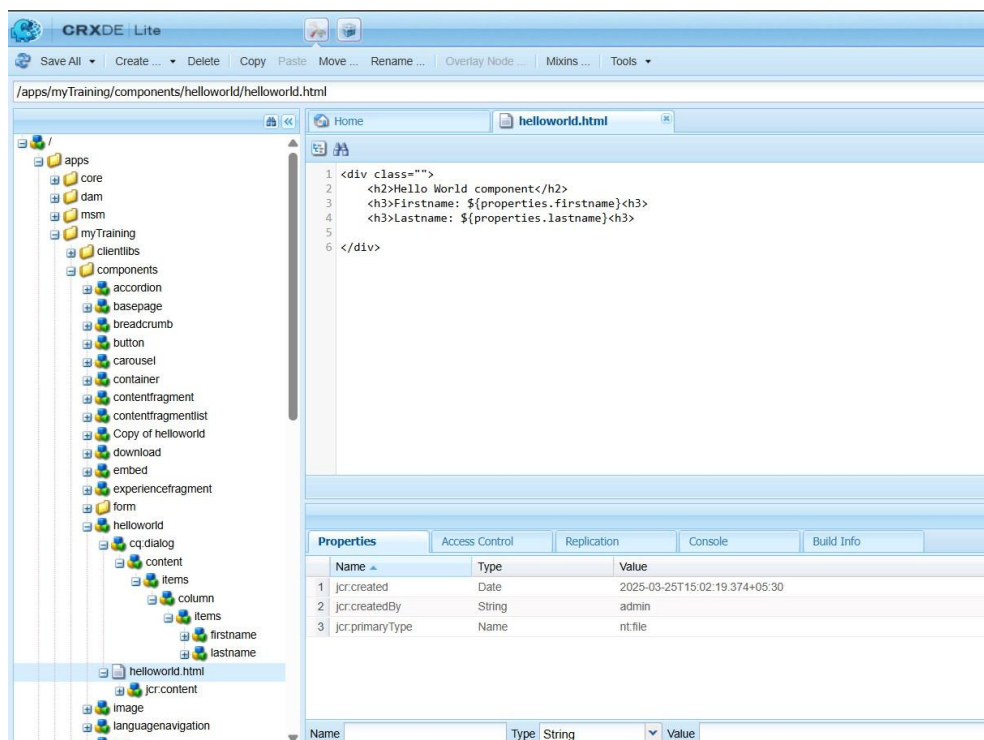 CRXDE Lite
Save All Create ... Delete Copy Paste Move ... Rename ... Overlay Node ... Mixins ... Tools
/apps/myTraining/components/helloworld/helloworld.html
Home helloworld.html
/
apps
core
dam
msm
myTraining
clientlibs
components
accordion
basepage
breadcrumb
button
carousel
container
contentfragment
contentfragmentlist
Copy of helloworld
download
embed
experiencefragment
form
helloworld
cq:dialog
content
items
column
items
firstname
lastname
helloworld.html
jcr:content
image
languagenavigation
1 <div class="">
2 <h2>Hello World component</h2>
3 <h3>Firstname: ${properties.firstname}<h3>
4 <h3>Lastname: ${properties.lastname}<h3>
5
6 </div>
Properties Access Control Replication Console Build Info
Name Type Value
1 jcr:created Date 2025-03-25T15:02:19.374+05:30
2 jcr:createdBy String admin
3 jcr:primaryType Name nt:file
Name Type String Value